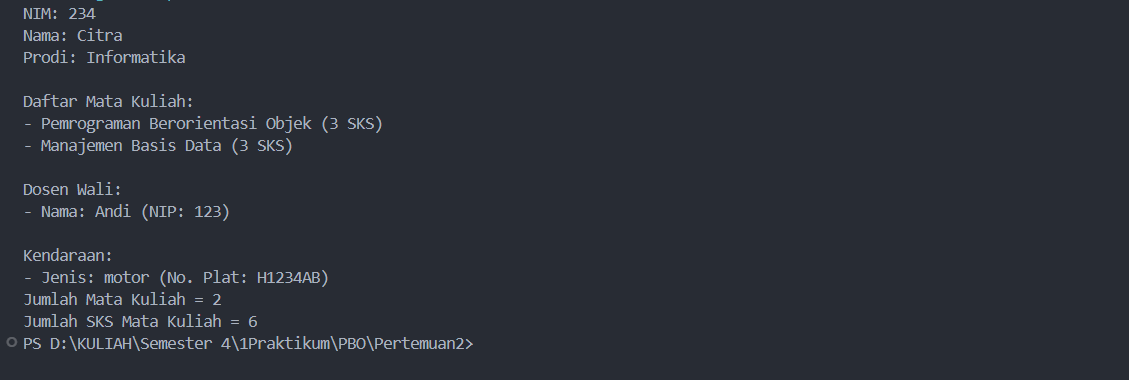 NIM: 234
Nama: Citra
Prodi: Informatika
Daftar Mata Kuliah:
- Pemrograman Berorientasi Objek (3 SKS)
- Manajemen Basis Data (3 SKS)
Dosen Wali:
- Nama: Andi (NIP: 123)
Kendaraan:
- Jenis: motor (No. Plat: H1234AB)
Jumlah Mata Kuliah = 2
Jumlah SKS Mata Kuliah = 6
PS D:\KULIAH\Semester 4\1Praktikum\PBO\Pertemuan2>